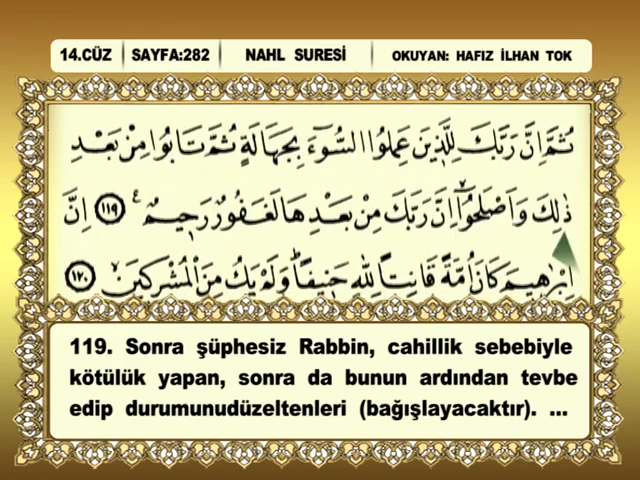 14.CÜZ SAYFA:282 NAHL SURESİ OKUYAN: HAFIZ İLHAN TOK
ثُمَّ اِنَّ رَبَّكَ لِلَّذ۪ينَ عَمِلُوا السُّٓوءَ بِجَهَالَةٍ ثُمَّ تَابُوا مِنْ بَعْدِ
ذٰلِكَ وَاَصْلَحُٓواۙ اِنَّ رَبَّكَ مِنْ بَعْدِهَا لَغَفُورٌ رَح۪يمٌ ع ﴿١١٩﴾ اِنَّ
اِبْرٰه۪يمَ كَانَ اُمَّةً قَانِتًا لِلّٰهِ حَن۪يفًاۜ وَلَمْ يَكُ مِنَ الْمُشْرِك۪ينَۙ ﴿١٢٠﴾
119. Sonra şüphesiz Rabbin, cahillik sebebiyle
kötülük yapan, sonra da bunun ardından tevbe
edip durumunudüzeltenleri (bağışlayacaktır). ...